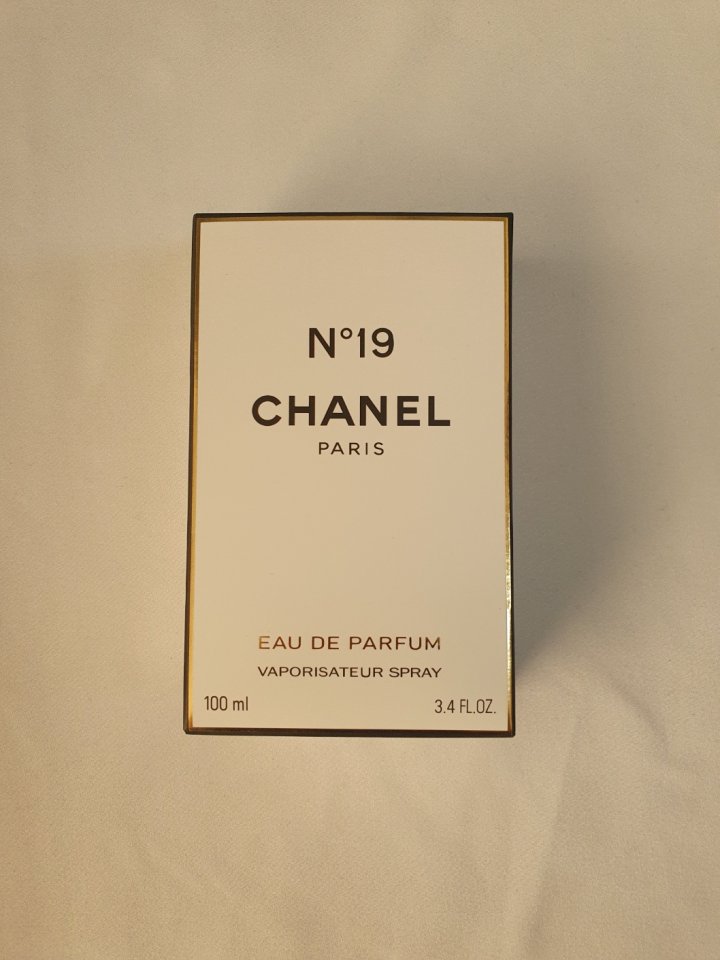 N°19
CHANEL
PARIS
EAU DE PARFUM
VAPORISATEUR SPRAY
100 ml 3.4 FL.OZ.